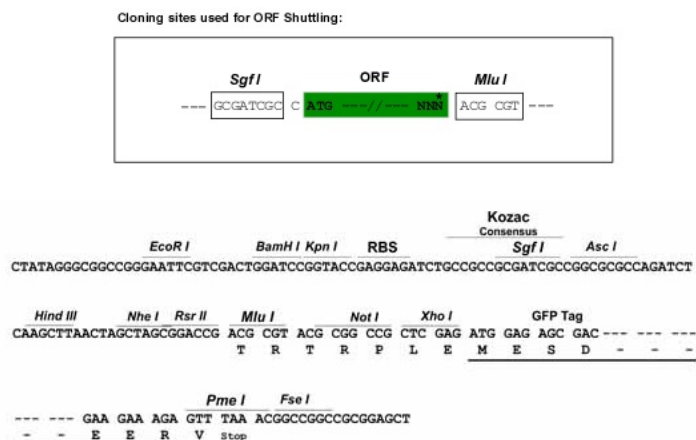 Cloning sites used for ORF Shuttling:
Sgf I ORF Mlu I
--- GCGATCGC C ATG ---//--- NNN* ACG CGT ---
Kozac
Consensus
EcoR I BamH I Kpn I RBS Sgf I Asc I
CTATAGGGCGGCCGGGAATTCGTCGACTGGATCCGGTACCGAGGAGATCTGCCGCCGCGATCGCCGGCGCGCCAGATCT
Hind III Nhe I Rsr II Mlu I Not I Xho I GFP Tag
CAAGCTTAACTAGCTAGCGGACCG ACG CGT ACG CGG CCG CTC GAG ATG GAG AGC GAC--- --- ---
T R T R P L E M E S D - - -
Pme I Fse I
--- --- GAA GAA AGA GTT TAA ACGGCCGGCCGCGGAGCT
- - E E R V Stop